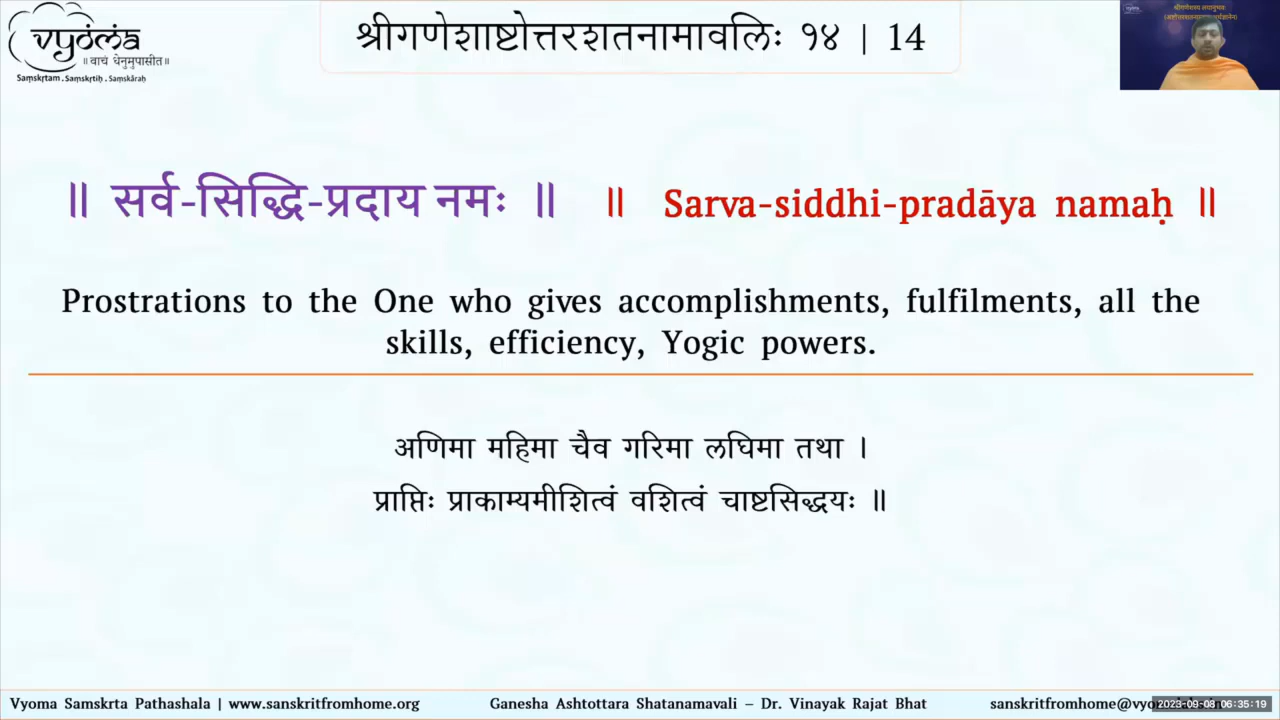 vyoma
॥ वाचं धेनुमुपासीत॥
Saṃskṛtam . Saṃskṛtiḥ . Saṃskāraḥ
श्रीगणेशाष्टोत्तरशतनामावलिः १४ | 14
॥ सर्व-सिद्धि-प्रदाय नमः ॥ ॥ Sarva-siddhi-pradāya namaḥ ॥
Prostrations to the One who gives accomplishments, fulfilments, all the
skills, efficiency, Yogic powers.
अणिमा महिमा चैव गरिमा लघिमा तथा ।
प्राप्तिः प्राकाम्यमीशित्वं वशित्वं चाष्टसिद्धयः ॥
Vyoma Samskrta Pathashala | www.sanskritfromhome.org Ganesha Ashtottara Shatanamavali – Dr. Vinayak Rajat Bhat sanskritfromhome@vyo
2023-09-08 06:35:19